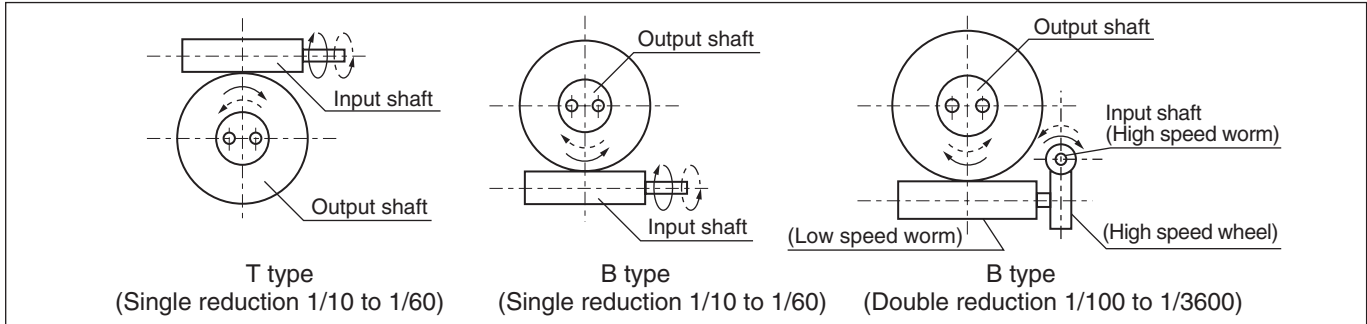 Input shaft
Output shaft
T type
(Single reduction 1/10 to 1/60)
Output shaft
Input shaft
B type
(Single reduction 1/10 to 1/60)
Output shaft
Input shaft
(High speed worm)
(Low speed worm)
(High speed wheel)
B type
(Double reduction 1/100 to 1/3600)